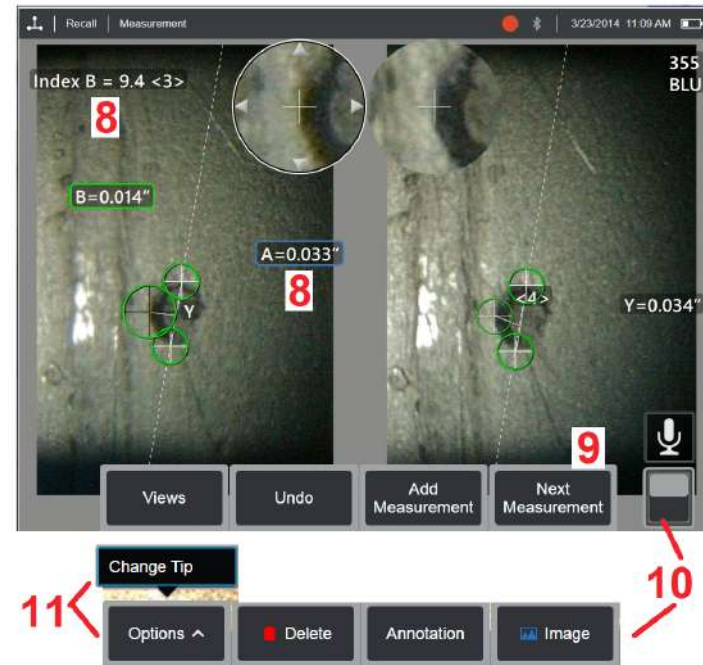 Recall | Measurement
3/23/2014 11:09 AM
355
BLU
Index B = 9.4 <3>
8
B=0.014"
A=0.033"
8
Y
<4>
Y=0.034"
9
Views
Undo
Add
Measurement
Next
Measurement
10
Change Tip
11
Options
Delete
Annotation
Image